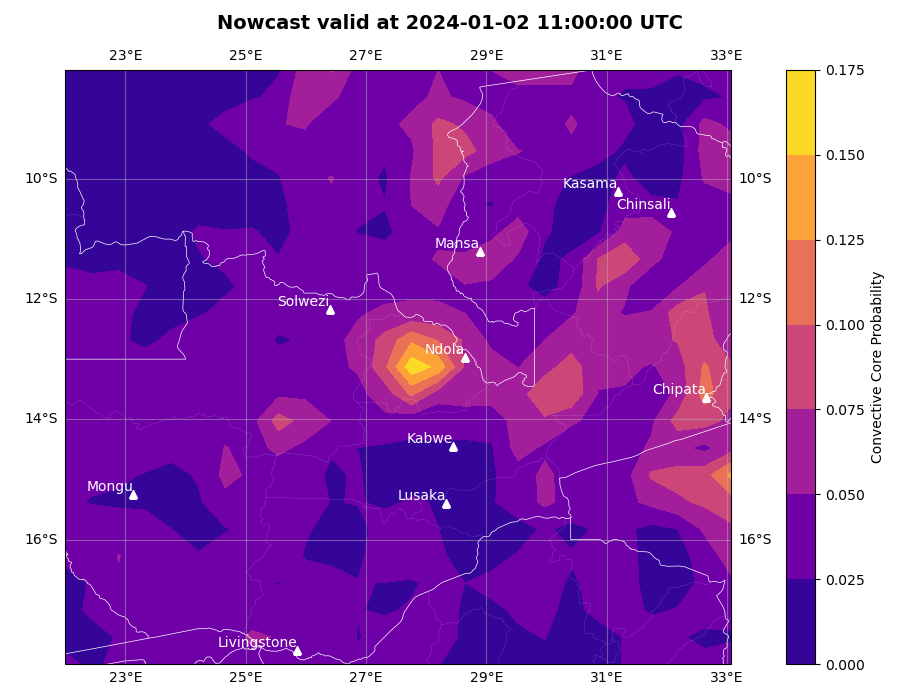 Nowcast valid at 2024-01-02 11:00:00 UTC
23°E 25°E 27°E 29°E 31°E 33°E
0.175
0.150
10°S 10°S
Kasama
Chinsali
0.125
Mansa
12°S 12°S
Solwezi
0.100
Ndola
Chipata
0.075
14°S 14°S
Kabwe
Mongu
Lusaka
0.050
16°S 16°S
0.025
Livingstone
0.000
23°E 25°E 27°E 29°E 31°E 33°E
Convective Core Probability